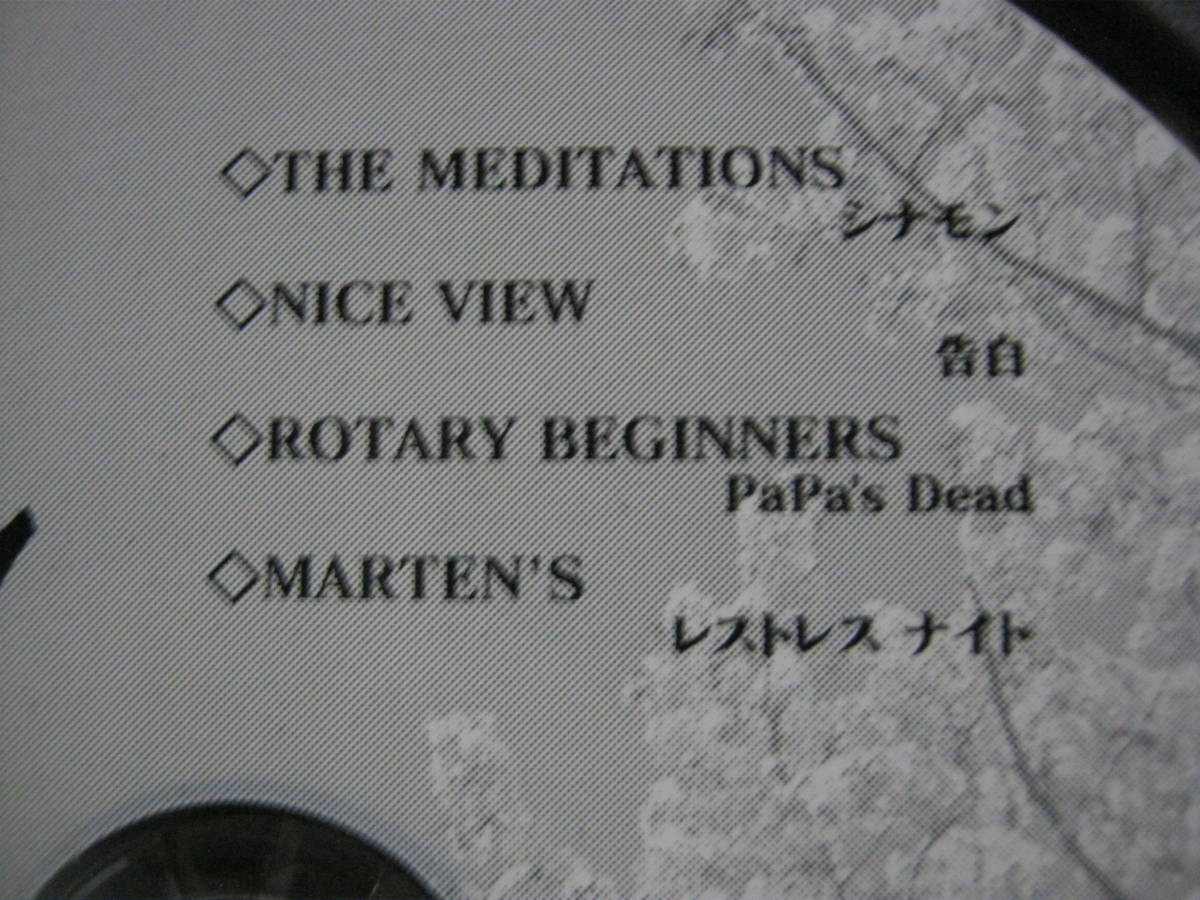 ◇THE MEDITATIONS
シナモン
◇NICE VIEW
告白
◇ROTARY BEGINNERS
PaPa's Dead
◇MARTEN'S
レストレス ナイト